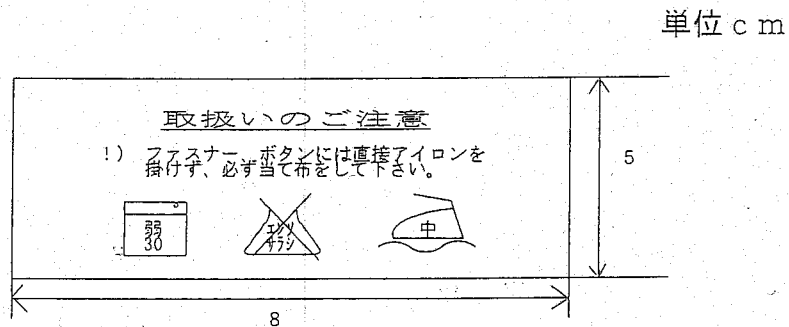 単位cm
取扱いのご注意
!) ファスナー、ボタンには直接アイロンを
掛けず、必ず当て布をして下さい。
弱
30
エンソ
サラシ
中
5
8